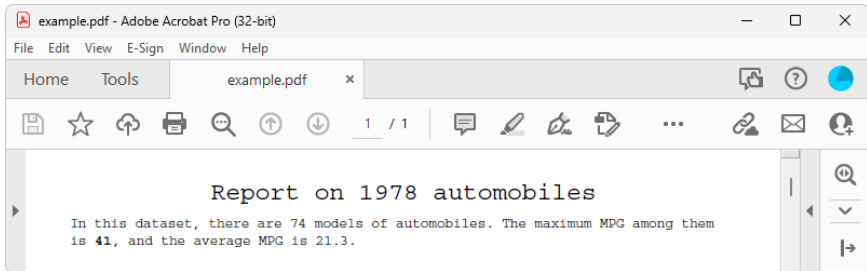 example.pdf - Adobe Acrobat Pro (32-bit)
File Edit View E-Sign Window Help
Home Tools example.pdf ×
1 / 1
Report on 1978 automobiles
In this dataset, there are 74 models of automobiles. The maximum MPG among them
is 41, and the average MPG is 21.3.